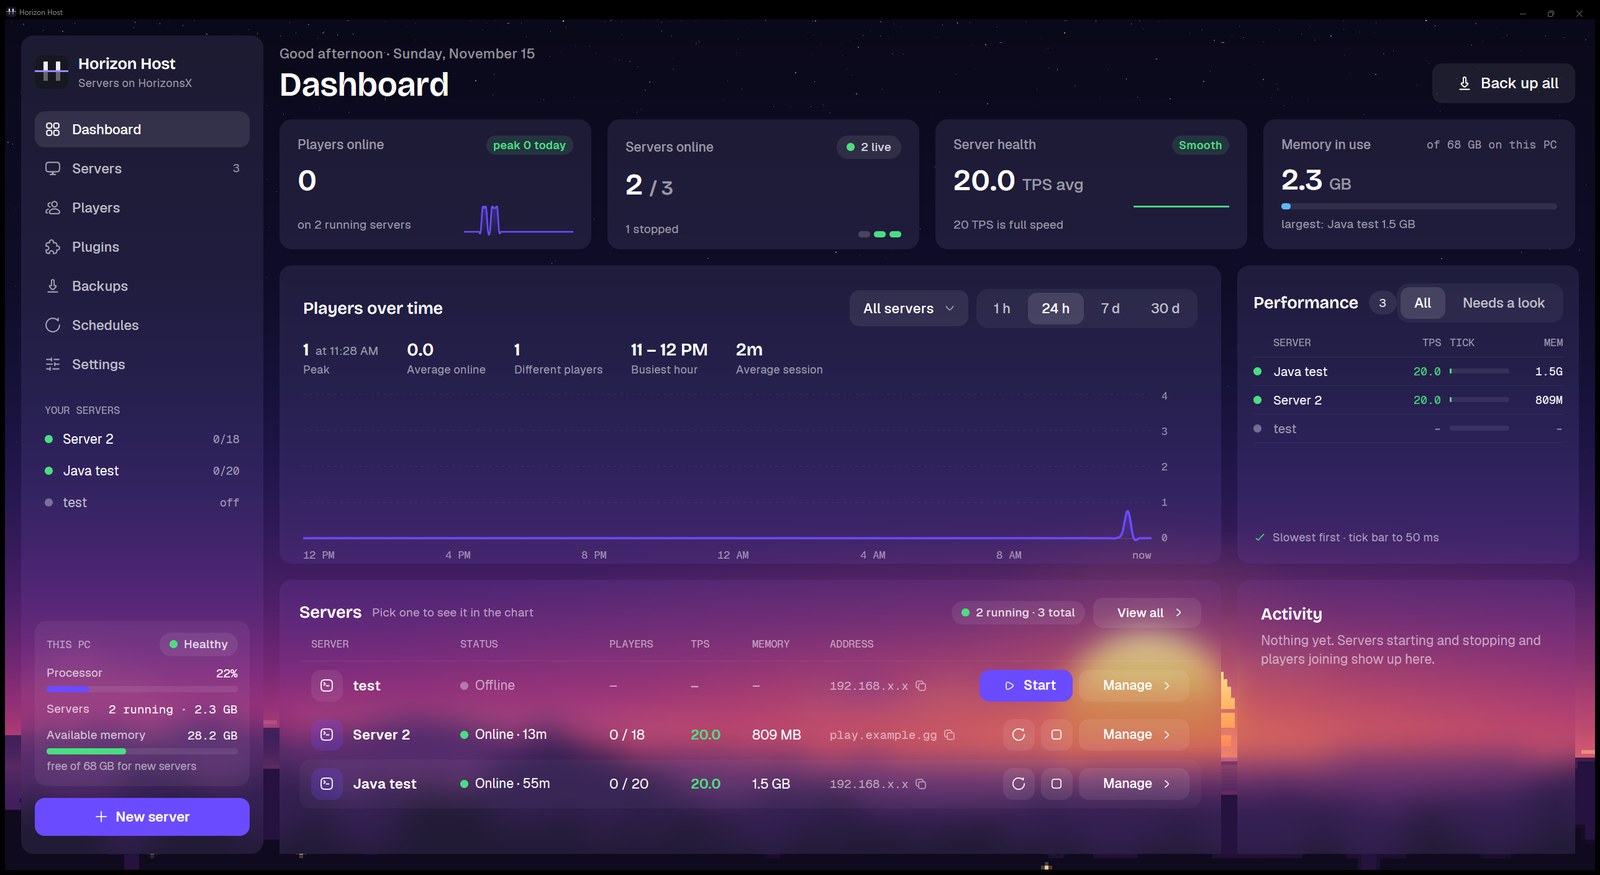 Horizon Host
Horizon Host
Servers on HorizonsX
Dashboard
Servers 3
Players
Plugins
Backups
Schedules
Settings
YOUR SERVERS
Server 2 0/18
Java test 0/20
test off
THIS PC Healthy
Processor 22%
Servers 2 running · 2.3 GB
Available memory 28.2 GB
free of 68 GB for new servers
+ New server
Good afternoon · Sunday, November 15
Dashboard
Back up all
Players online peak 0 today
0
on 2 running servers
Servers online 2 live
2 / 3
1 stopped
Server health Smooth
20.0 TPS avg
20 TPS is full speed
Memory in use of 68 GB on this PC
2.3 GB
largest: Java test 1.5 GB
Players over time All servers 1 h 24 h 7 d 30 d
1 at 11:28 AM 0.0 1 11 – 12 PM 2m
Peak Average online Different players Busiest hour Average session
4
3
2
1
0
12 PM 4 PM 8 PM 12 AM 4 AM 8 AM now
Performance 3 All Needs a look
SERVER TPS TICK MEM
Java test 20.0 1.5G
Server 2 20.0 809M
test – –
Slowest first · tick bar to 50 ms
Servers Pick one to see it in the chart 2 running · 3 total View all
SERVER STATUS PLAYERS TPS MEMORY ADDRESS
test Offline – – – 192.168.x.x Start Manage
Server 2 Online · 13m 0 / 18 20.0 809 MB play.example.gg Manage
Java test Online · 55m 0 / 20 20.0 1.5 GB 192.168.x.x Manage
Activity
Nothing yet. Servers starting and stopping and
players joining show up here.